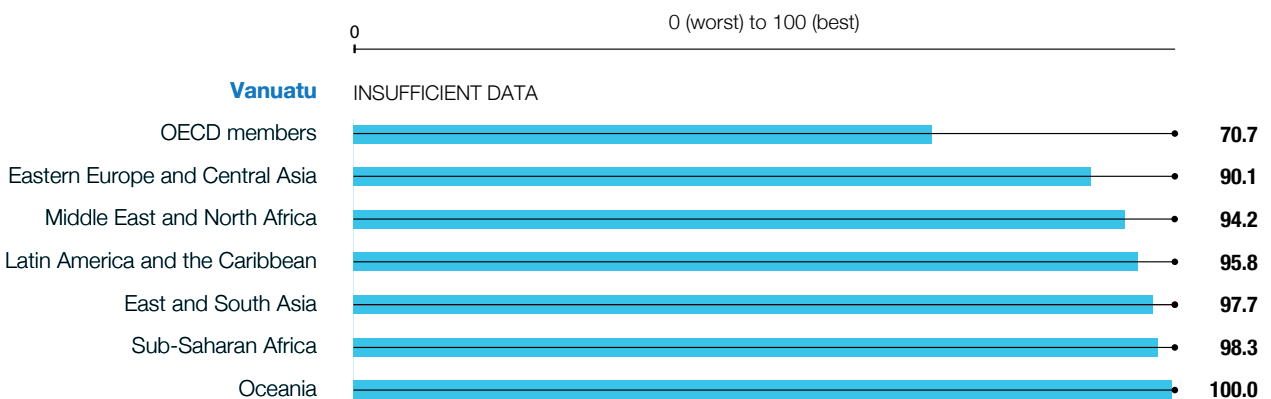 0 (worst) to 100 (best)
0
Vanuatu INSUFFICIENT DATA
OECD members 70.7
Eastern Europe and Central Asia 90.1
Middle East and North Africa 94.2
Latin America and the Caribbean 95.8
East and South Asia 97.7
Sub-Saharan Africa 98.3
Oceania 100.0